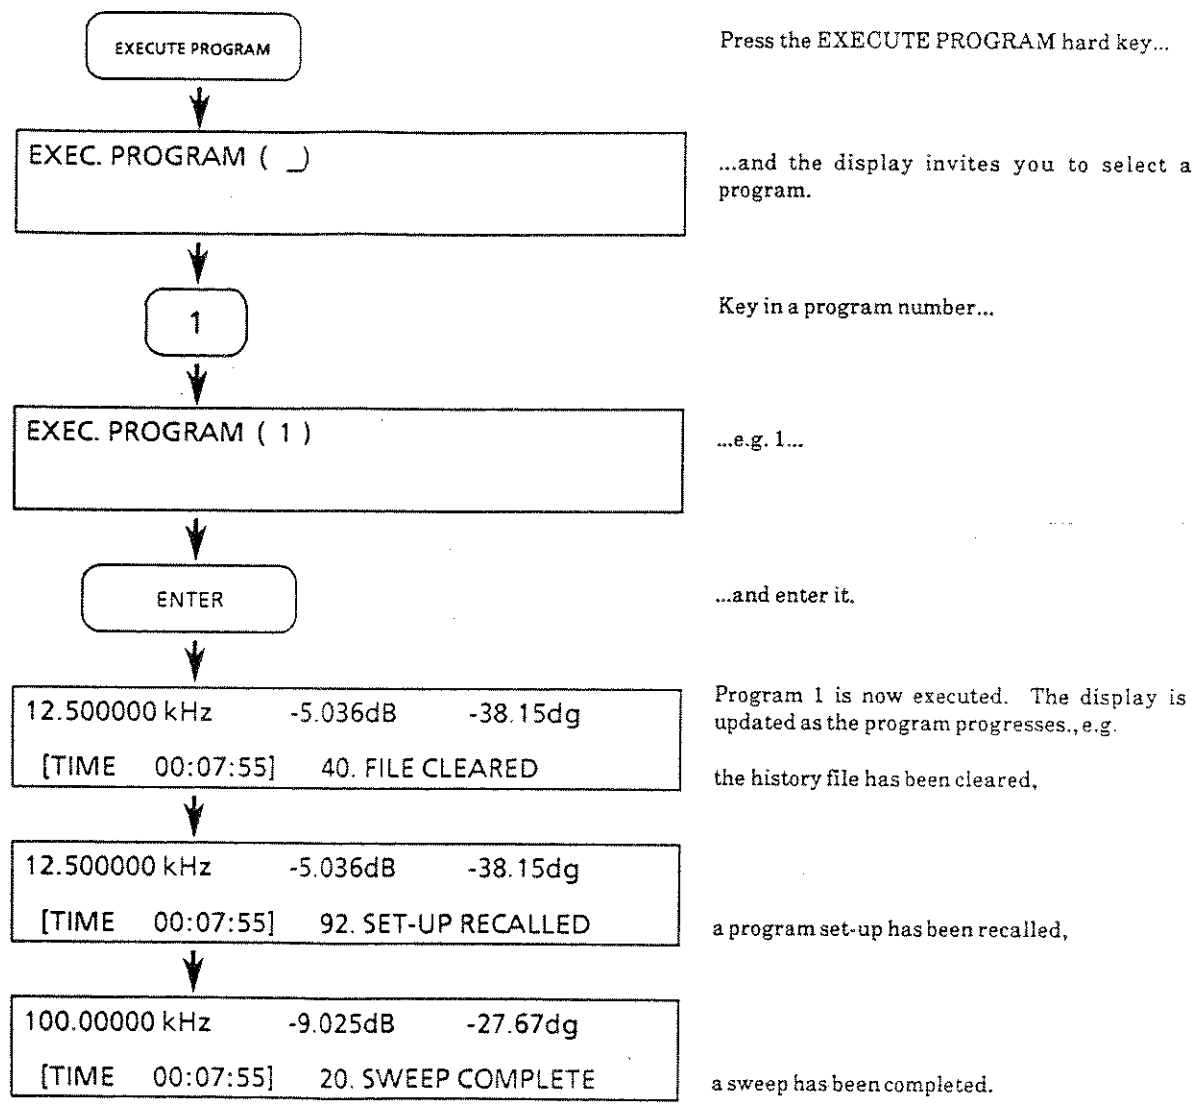 EXECUTE PROGRAM
Press the EXECUTE PROGRAM hard key...
EXEC. PROGRAM ( _)
...and the display invites you to select a
program.
1
Key in a program number...
EXEC. PROGRAM ( 1 )
...e.g. 1...
ENTER
...and enter it.
12.500000 kHz -5.036dB -38.15dg
[TIME 00:07:55] 40. FILE CLEARED
Program 1 is now executed. The display is
updated as the program progresses., e.g.
the history file has been cleared,
12.500000 kHz -5.036dB -38.15dg
[TIME 00:07:55] 92. SET-UP RECALLED
a program set-up has been recalled,
100.00000 kHz -9.025dB -27.67dg
[TIME 00:07:55] 20. SWEEP COMPLETE
a sweep has been completed.